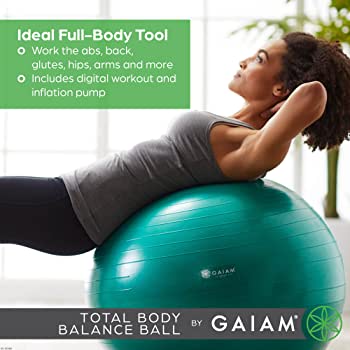 Ideal Full-Body Tool
• Work the abs, back,
glutes, hips, arms and more
• Includes digital workout and
inflation pump
GAIAM
TOTAL BODY
BALANCE BALL BY GAIAM®